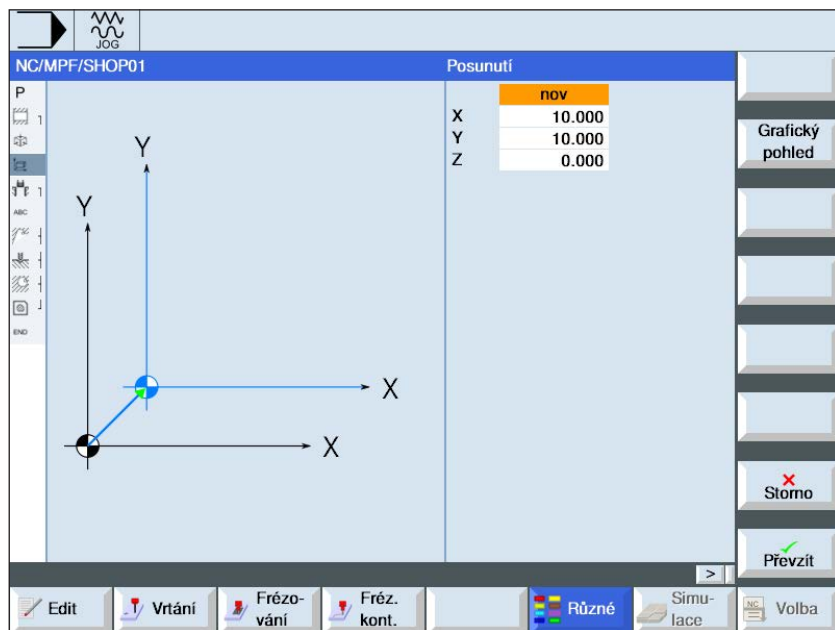 JOG
NC/MPF/SHOP01
Posunutí
nov
X 10.000
Y 10.000
Z 0.000
P
ABC
END
Y
Y
X
X
Grafický
pohled
Storno
Převzít
>
Edit
Vrtání
Frézo-
vání
Fréz.
kont.
Různé
Simu-
lace
NC
Volba